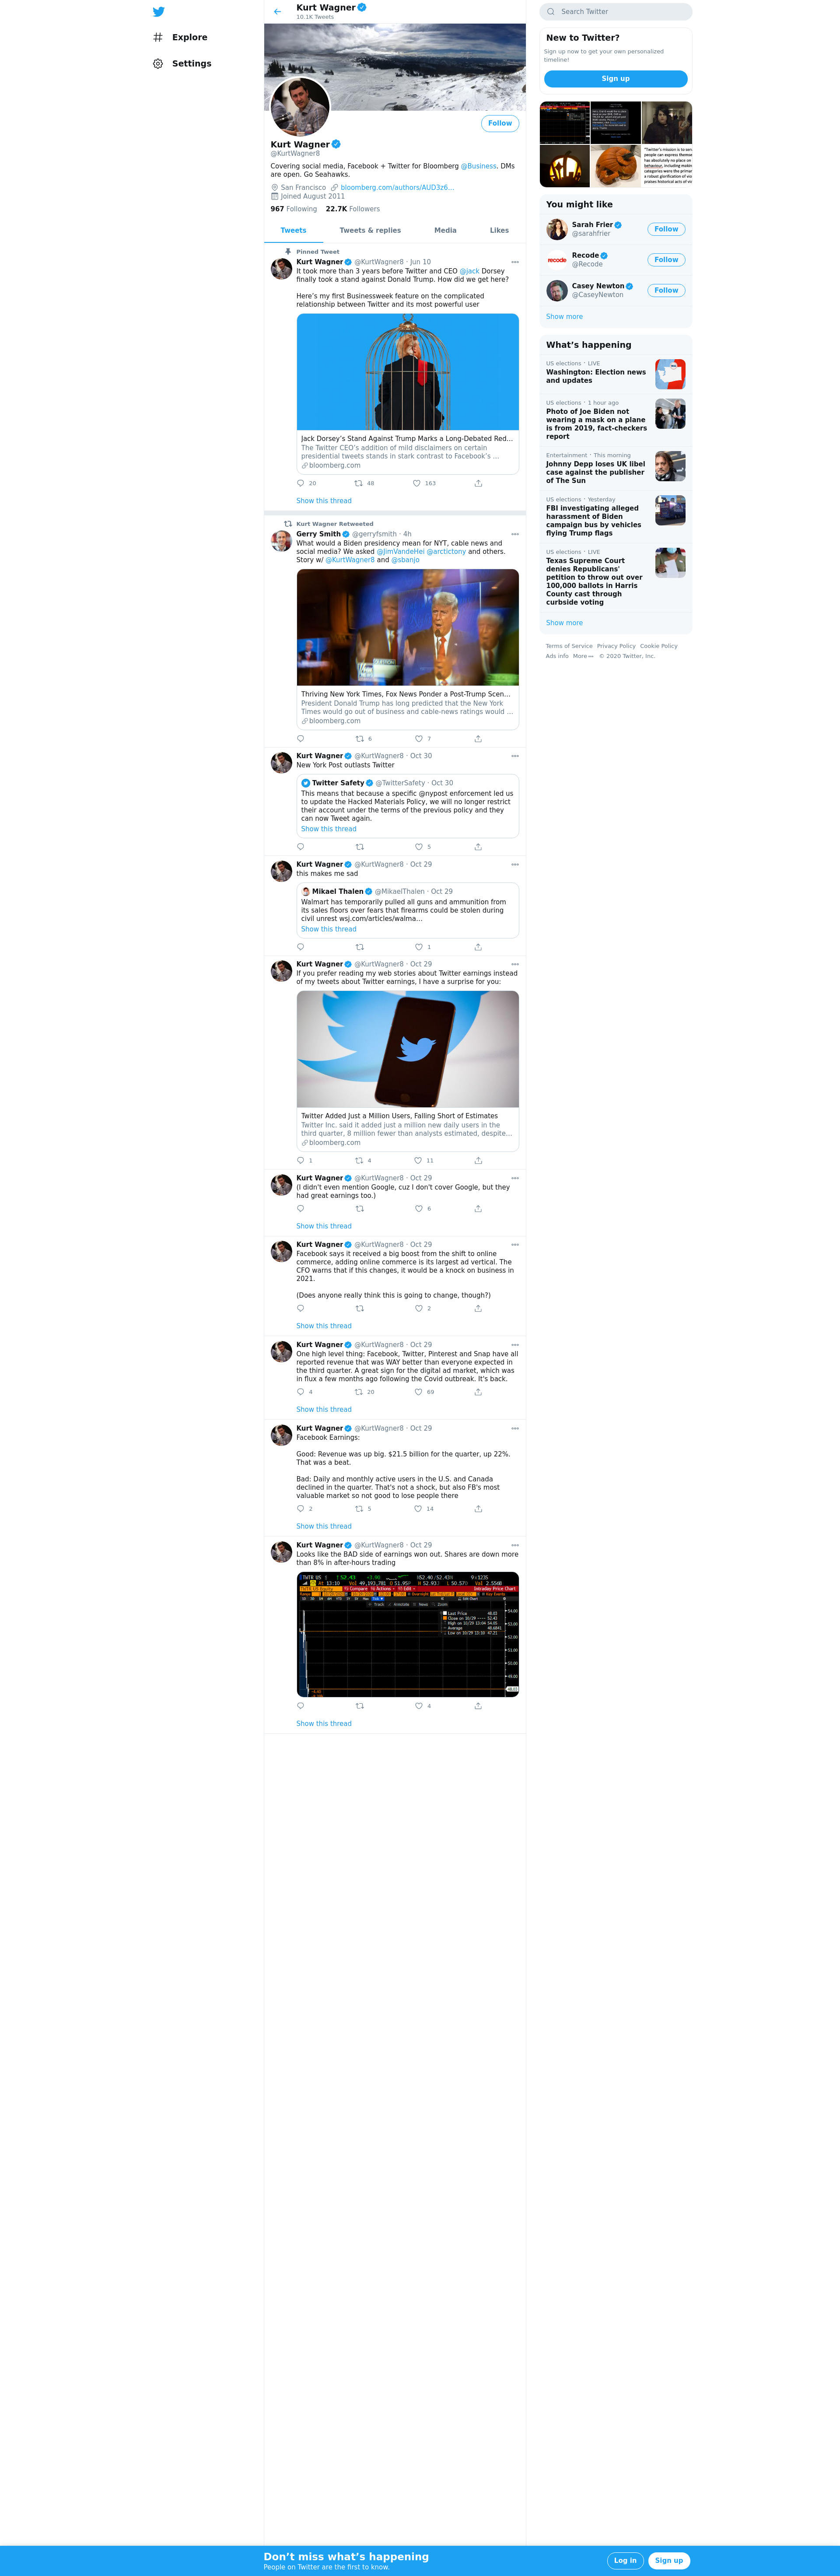 Explore
Settings
Kurt Wagner
10.1K Tweets
Follow
Kurt Wagner
@KurtWagner8
Covering social media, Facebook + Twitter for Bloomberg @Business. DMs
are open. Go Seahawks.
San Francisco bloomberg.com/authors/AUD3z6…
Joined August 2011
967 Following 22.7K Followers
Tweets Tweets & replies Media Likes
Pinned Tweet
Kurt Wagner @KurtWagner8 · Jun 10
It took more than 3 years before Twitter and CEO @jack Dorsey
finally took a stand against Donald Trump. How did we get here?
Here’s my first Businessweek feature on the complicated
relationship between Twitter and its most powerful user
Jack Dorsey’s Stand Against Trump Marks a Long-Debated Red…
The Twitter CEO’s addition of mild disclaimers on certain
presidential tweets stands in stark contrast to Facebook’s …
bloomberg.com
20 48 163
Show this thread
Kurt Wagner Retweeted
Gerry Smith @gerryfsmith · 4h
What would a Biden presidency mean for NYT, cable news and
social media? We asked @JimVandeHei @arctictony and others.
Story w/ @KurtWagner8 and @sbanjo
Thriving New York Times, Fox News Ponder a Post-Trump Scen…
President Donald Trump has long predicted that the New York
Times would go out of business and cable-news ratings would …
bloomberg.com
6 7
Kurt Wagner @KurtWagner8 · Oct 30
New York Post outlasts Twitter
Twitter Safety @TwitterSafety · Oct 30
This means that because a specific @nypost enforcement led us
to update the Hacked Materials Policy, we will no longer restrict
their account under the terms of the previous policy and they
can now Tweet again.
Show this thread
5
Kurt Wagner @KurtWagner8 · Oct 29
this makes me sad
Mikael Thalen @MikaelThalen · Oct 29
Walmart has temporarily pulled all guns and ammunition from
its sales floors over fears that firearms could be stolen during
civil unrest wsj.com/articles/walma…
Show this thread
1
Kurt Wagner @KurtWagner8 · Oct 29
If you prefer reading my web stories about Twitter earnings instead
of my tweets about Twitter earnings, I have a surprise for you:
Twitter Added Just a Million Users, Falling Short of Estimates
Twitter Inc. said it added just a million new daily users in the
third quarter, 8 million fewer than analysts estimated, despite…
bloomberg.com
1 4 11
Kurt Wagner @KurtWagner8 · Oct 29
(I didn't even mention Google, cuz I don't cover Google, but they
had great earnings too.)
6
Show this thread
Kurt Wagner @KurtWagner8 · Oct 29
Facebook says it received a big boost from the shift to online
commerce, adding online commerce is its largest ad vertical. The
CFO warns that if this changes, it would be a knock on business in
2021.
(Does anyone really think this is going to change, though?)
2
Show this thread
Kurt Wagner @KurtWagner8 · Oct 29
One high level thing: Facebook, Twitter, Pinterest and Snap have all
reported revenue that was WAY better than everyone expected in
the third quarter. A great sign for the digital ad market, which was
in flux a few months ago following the Covid outbreak. It's back.
4 20 69
Show this thread
Kurt Wagner @KurtWagner8 · Oct 29
Facebook Earnings:
Good: Revenue was up big. $21.5 billion for the quarter, up 22%.
That was a beat.
Bad: Daily and monthly active users in the U.S. and Canada
declined in the quarter. That's not a shock, but also FB's most
valuable market so not good to lose people there
2 5 14
Show this thread
Kurt Wagner @KurtWagner8 · Oct 29
Looks like the BAD side of earnings won out. Shares are down more
than 8% in after-hours trading
4
Show this thread
Search Twitter
New to Twitter?
Sign up now to get your own personalized
timeline!
Sign up
You might like
Sarah Frier
@sarahfrier
Follow
Recode
@Recode
Follow
Casey Newton
@CaseyNewton
Follow
Show more
What’s happening
US elections · LIVE
Washington: Election news
and updates
US elections · 1 hour ago
Photo of Joe Biden not
wearing a mask on a plane
is from 2019, fact-checkers
report
Entertainment · This morning
Johnny Depp loses UK libel
case against the publisher
of The Sun
US elections · Yesterday
FBI investigating alleged
harassment of Biden
campaign bus by vehicles
flying Trump flags
US elections · LIVE
Texas Supreme Court
denies Republicans'
petition to throw out over
100,000 ballots in Harris
County cast through
curbside voting
Show more
Terms of Service Privacy Policy Cookie Policy
Ads info More © 2020 Twitter, Inc.
Don’t miss what’s happening
People on Twitter are the first to know.
Log in Sign up